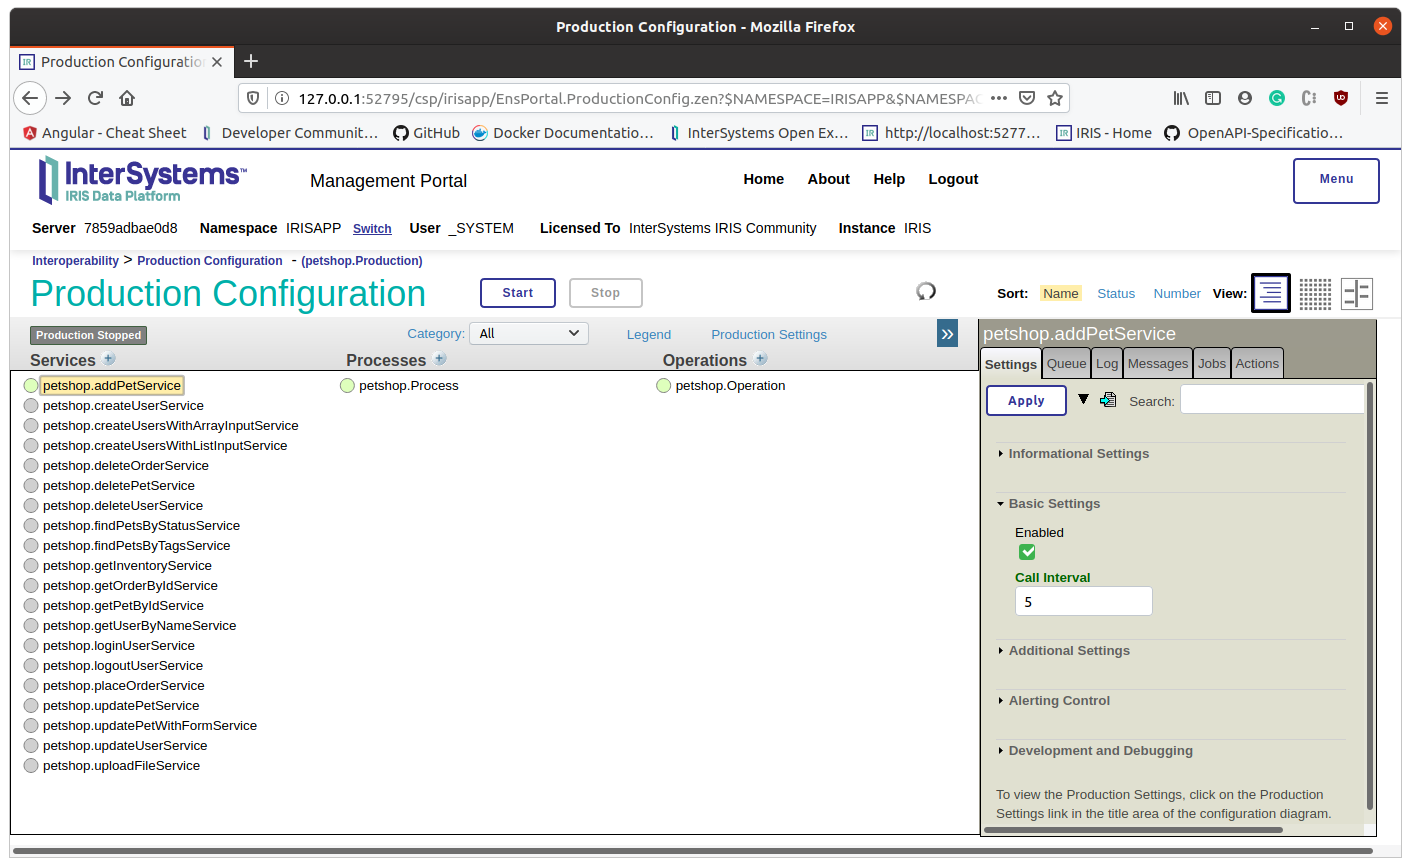 Production Configuration - Mozilla Firefox
IR Production Configuratio
127.0.0.1:52795/csp/irisapp/EnsPortal.ProductionConfig.zen?$NAMESPACE=IRISAPP&$NAMESPAC
Angular - Cheat Sheet Developer Communit… GitHub Docker Documentatio… InterSystems Open Ex… IR http://localhost:5277… IR IRIS - Home OpenAPI-Specificatio…
InterSystems™
IRIS Data Platform
Management Portal
Home About Help Logout
Menu
Server 7859adbae0d8 Namespace IRISAPP Switch User _SYSTEM Licensed To InterSystems IRIS Community Instance IRIS
Interoperability > Production Configuration - (petshop.Production)
Production Configuration
Start Stop
Sort: Name Status Number View:
Production Stopped
Category: All Legend Production Settings »
Services Processes Operations
petshop.addPetService petshop.Process petshop.Operation
petshop.createUserService
petshop.createUsersWithArrayInputService
petshop.createUsersWithListInputService
petshop.deleteOrderService
petshop.deletePetService
petshop.deleteUserService
petshop.findPetsByStatusService
petshop.findPetsByTagsService
petshop.getInventoryService
petshop.getOrderByIdService
petshop.getPetByIdService
petshop.getUserByNameService
petshop.loginUserService
petshop.logoutUserService
petshop.placeOrderService
petshop.updatePetService
petshop.updatePetWithFormService
petshop.updateUserService
petshop.uploadFileService
petshop.addPetService
Settings Queue Log Messages Jobs Actions
Apply Search:
Informational Settings
Basic Settings
Enabled
Call Interval
5
Additional Settings
Alerting Control
Development and Debugging
To view the Production Settings, click on the Production
Settings link in the title area of the configuration diagram.